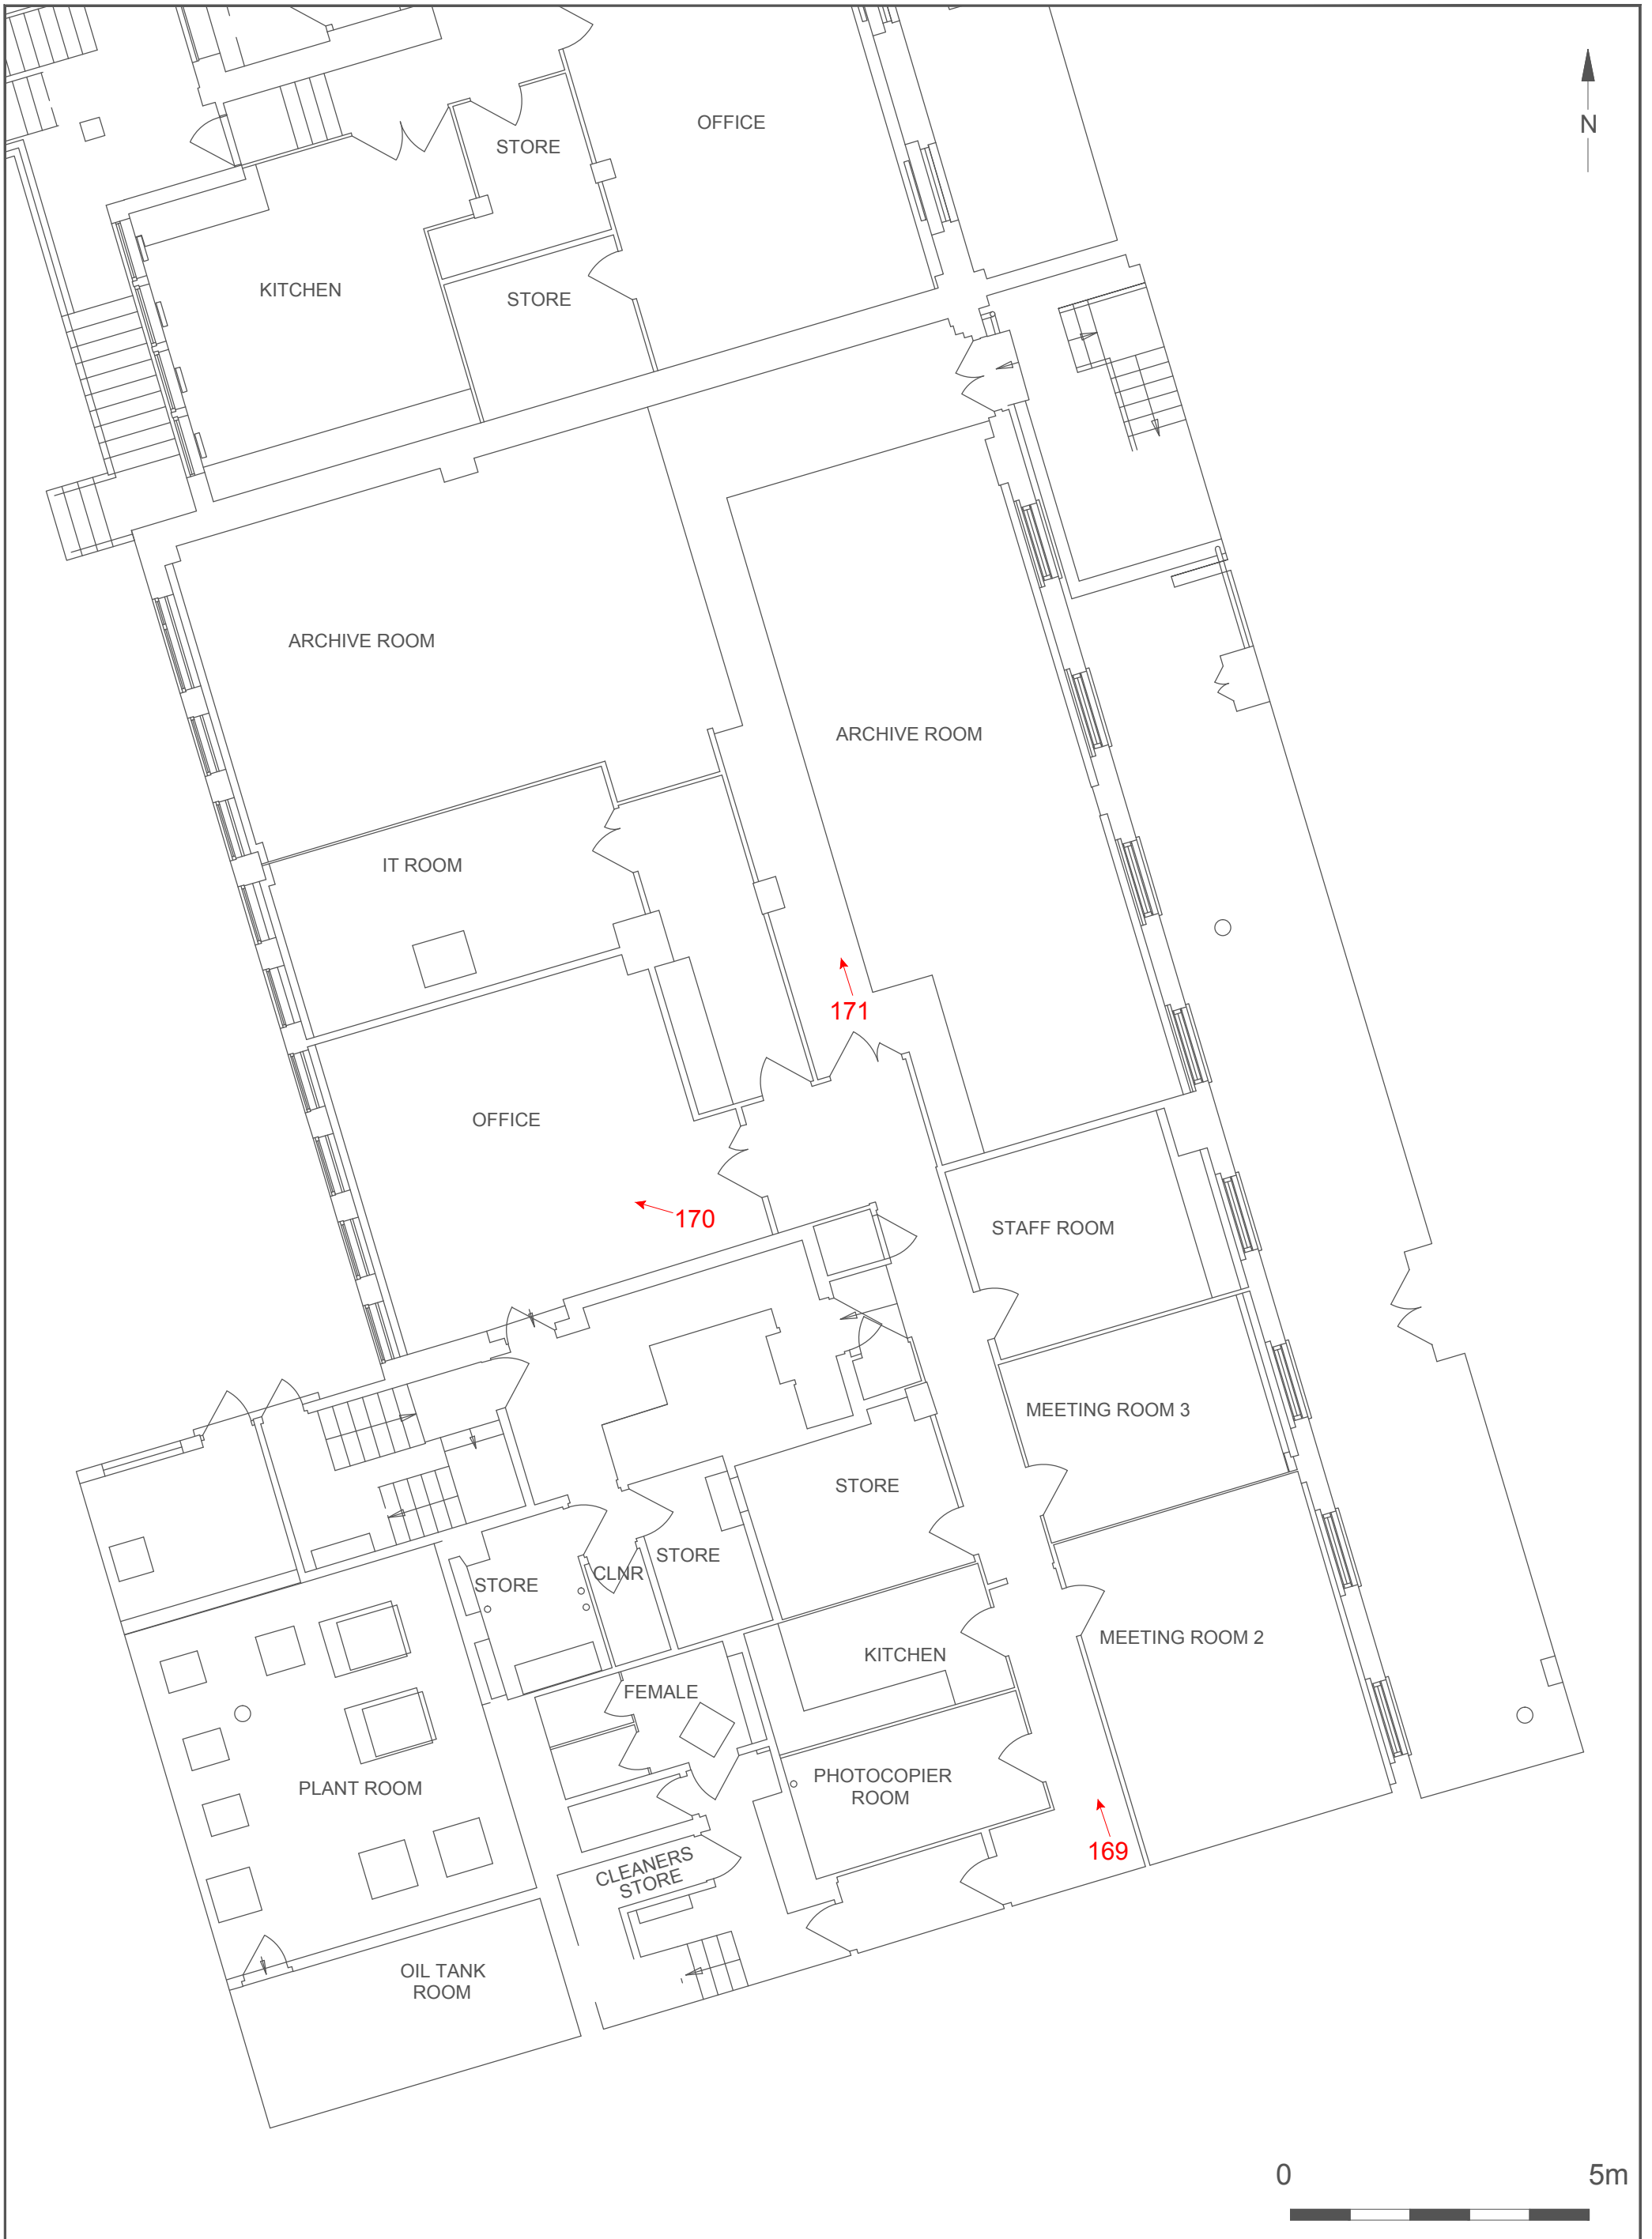 OFFICE
N
STORE
KITCHEN
STORE
ARCHIVE ROOM
ARCHIVE ROOM
IT ROOM
171
OFFICE
170
STAFF ROOM
MEETING ROOM 3
STORE
STORE
CLNR
STORE
MEETING ROOM 2
KITCHEN
FEMALE
PHOTOCOPIER
ROOM
PLANT ROOM
169
CLEANERS
STORE
OIL TANK
ROOM
0 5m